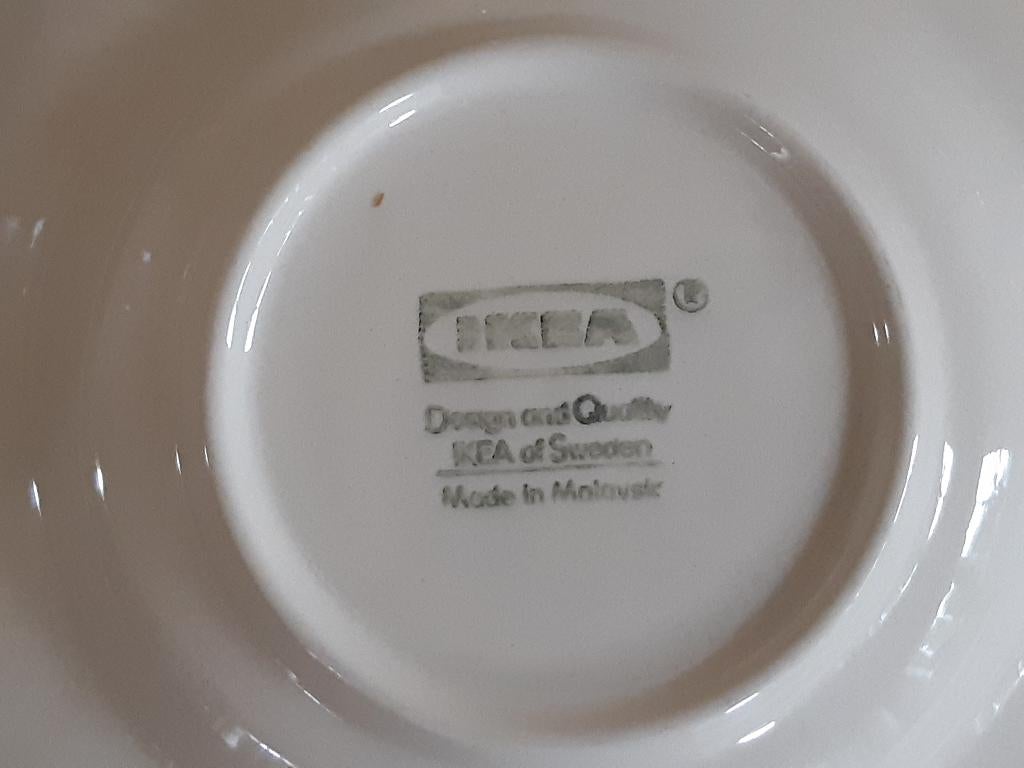 IKEA ®
Design and Quality
IKEA of Sweden
Made in Malaysia